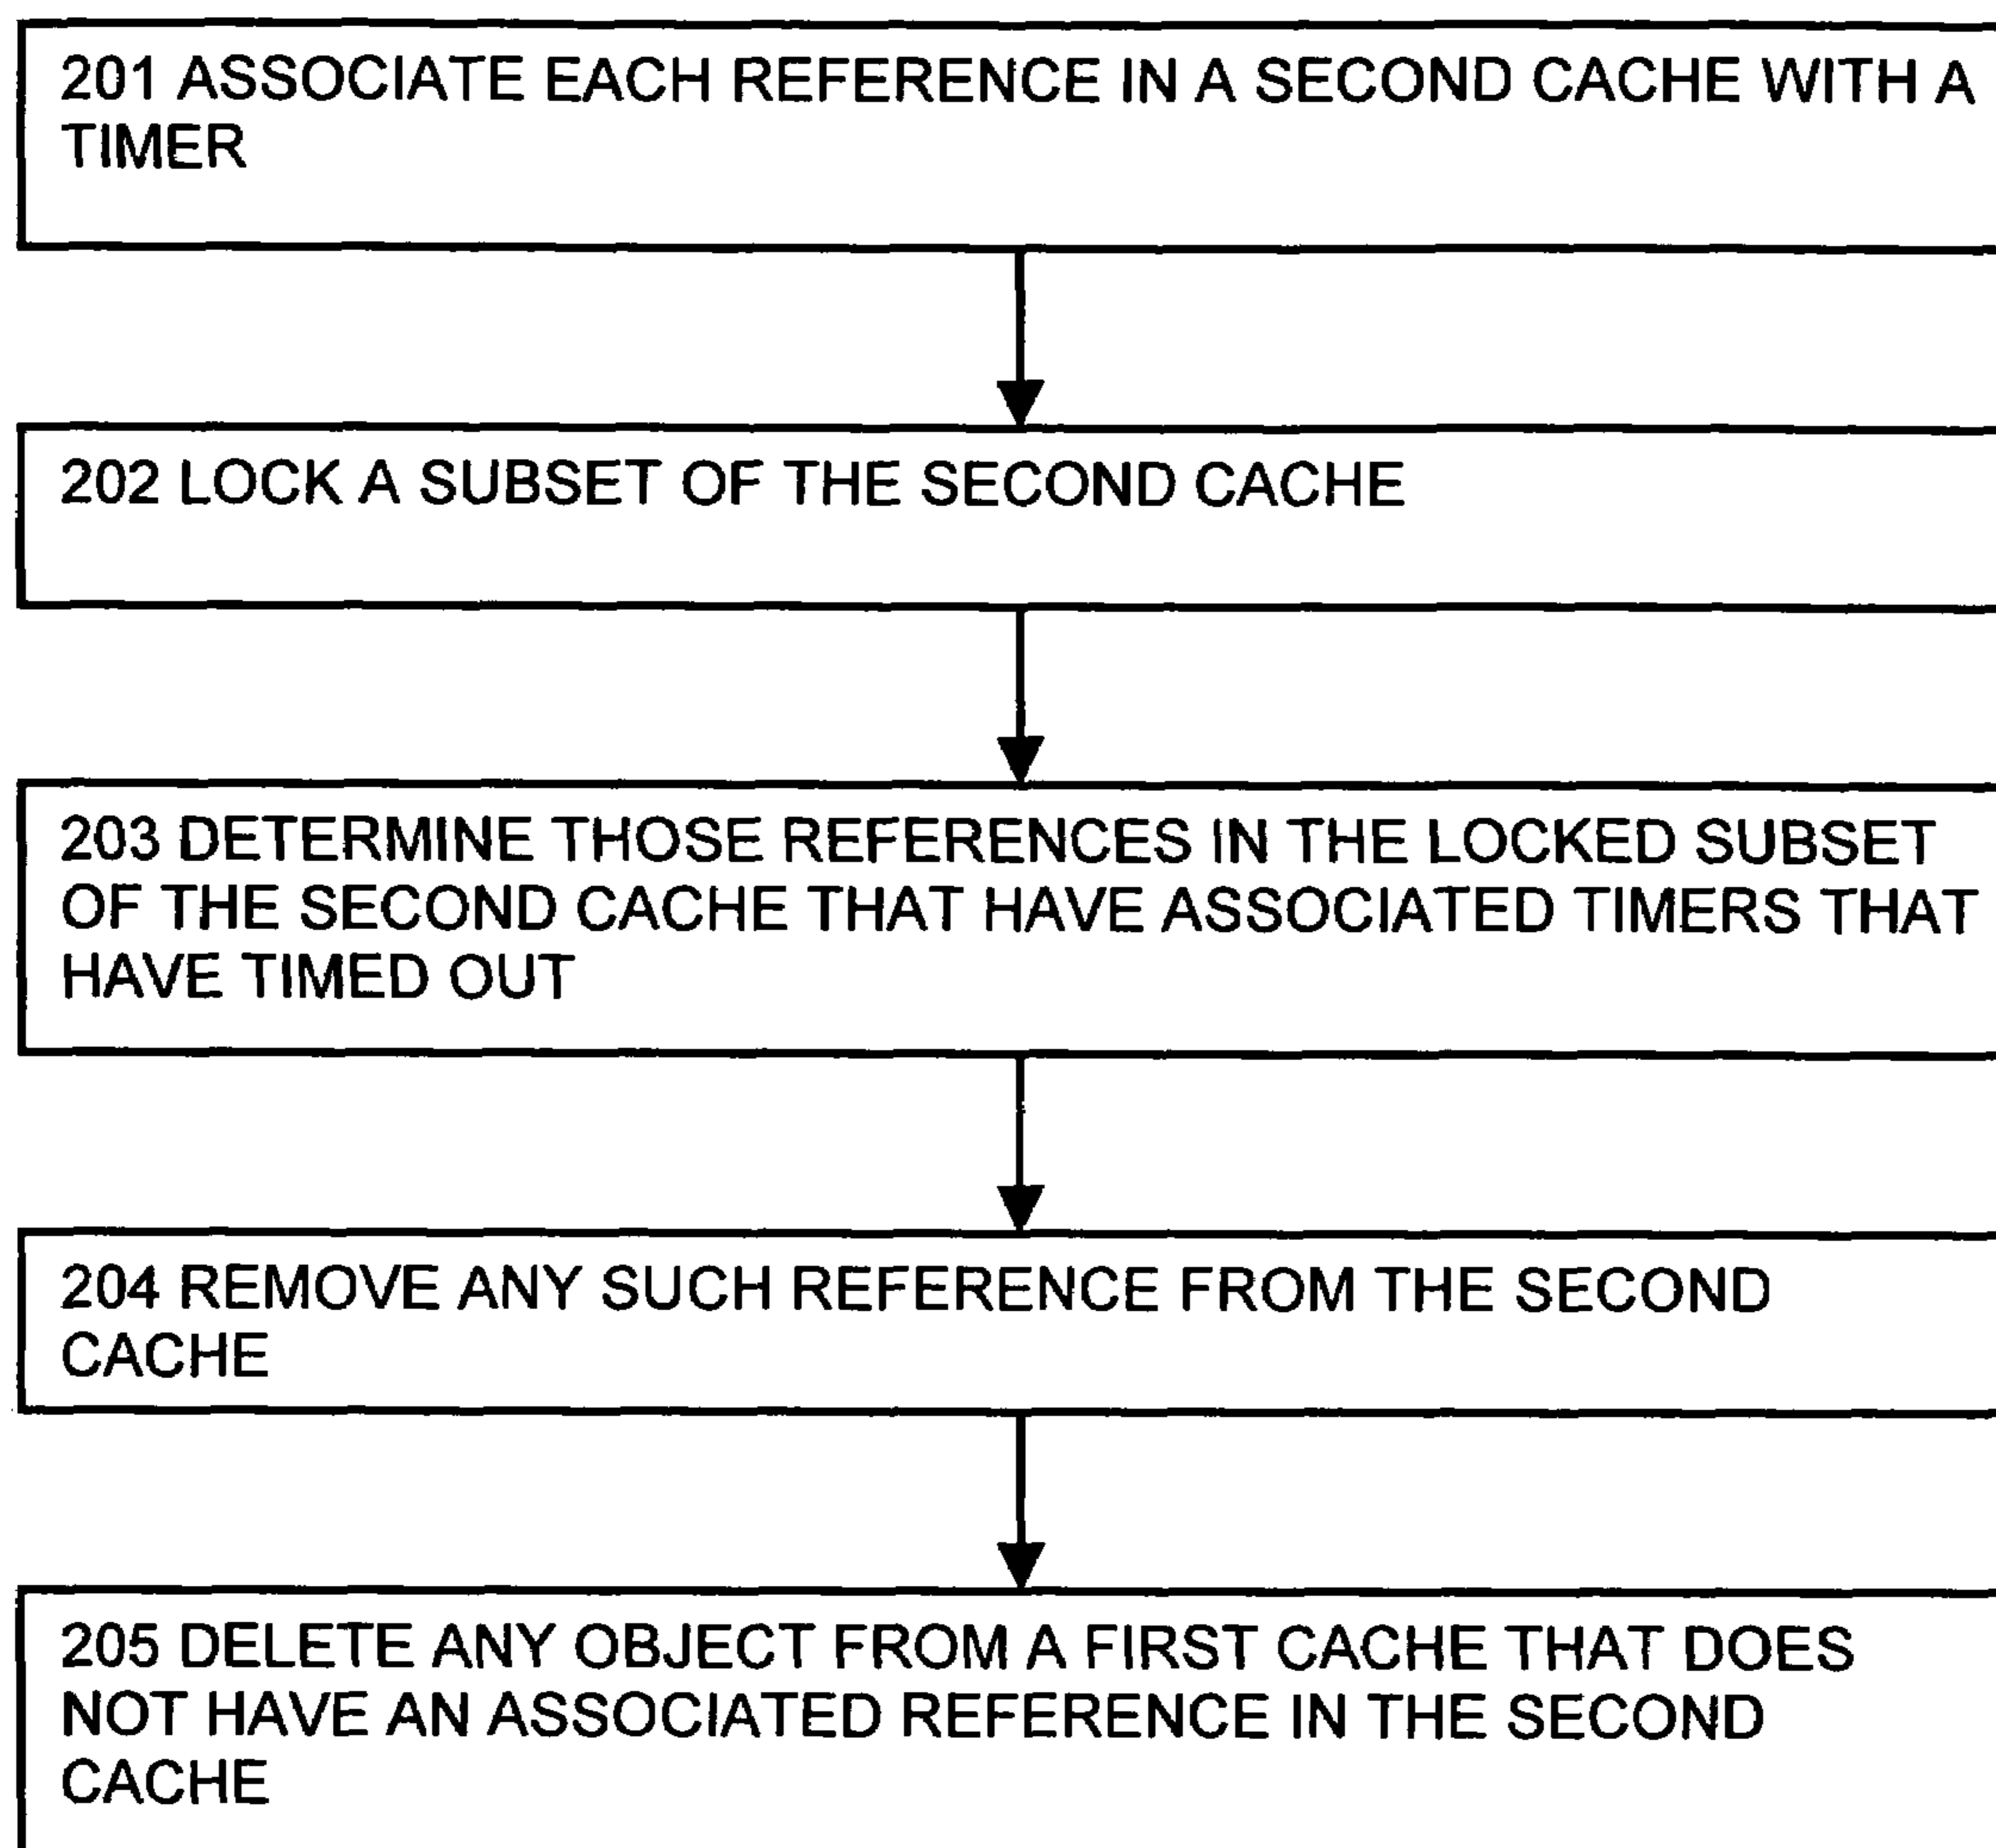 201 ASSOCIATE EACH REFERENCE IN A SECOND CACHE WITH A
TIMER
202 LOCK A SUBSET OF THE SECOND CACHE
203 DETERMINE THOSE REFERENCES IN THE LOCKED SUBSET
OF THE SECOND CACHE THAT HAVE ASSOCIATED TIMERS THAT
HAVE TIMED OUT
204 REMOVE ANY SUCH REFERENCE FROM THE SECOND
CACHE
205 DELETE ANY OBJECT FROM A FIRST CACHE THAT DOES
NOT HAVE AN ASSOCIATED REFERENCE IN THE SECOND
CACHE